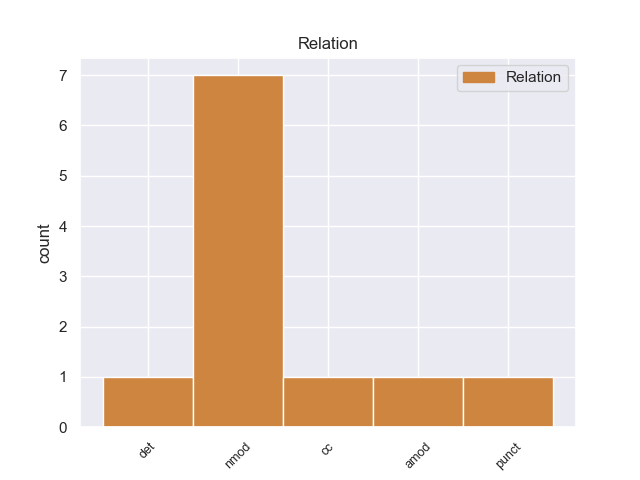 Relation
Relation
7
6
5
4
3
2
1
0
count
det
nmod
cc
amod
punct